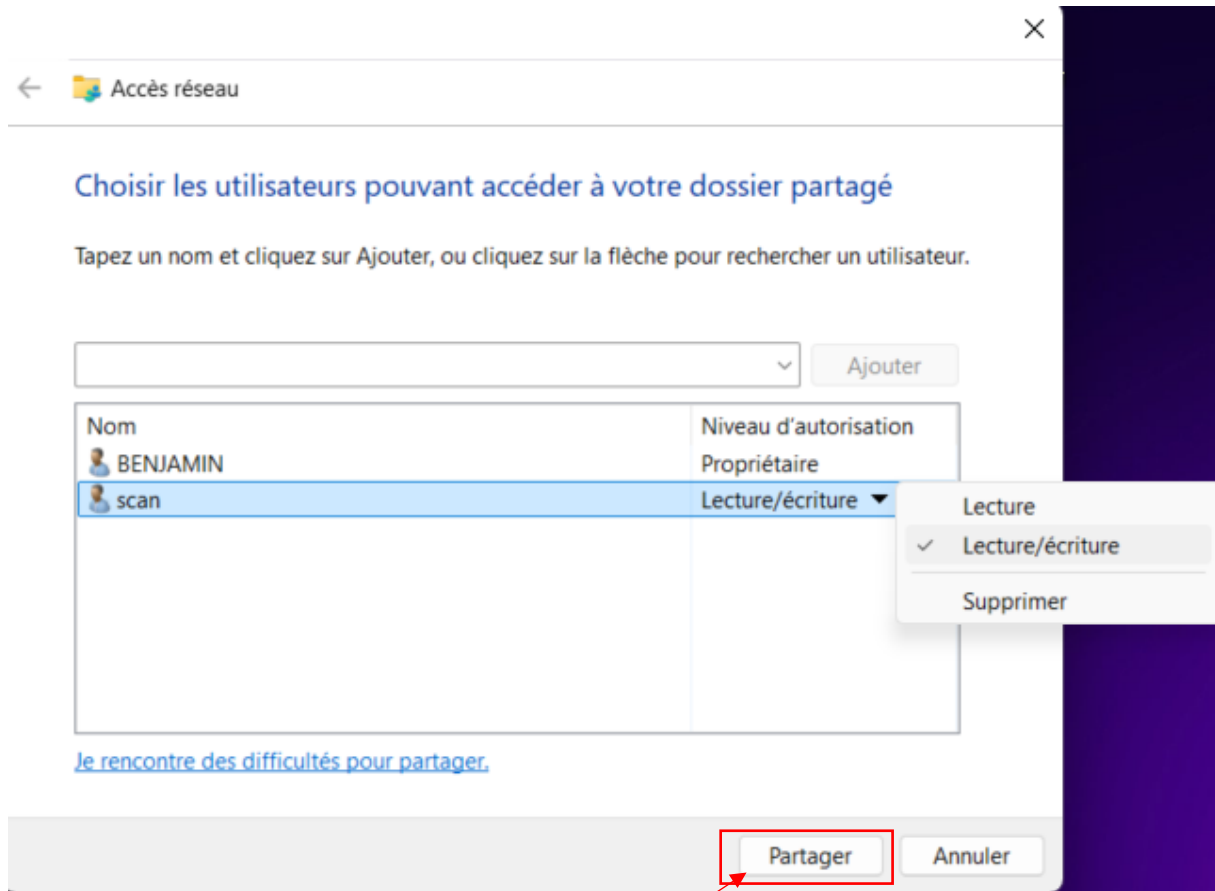 Accès réseau
Choisir les utilisateurs pouvant accéder à votre dossier partagé
Tapez un nom et cliquez sur Ajouter, ou cliquez sur la flèche pour rechercher un utilisateur.
Ajouter
Nom Niveau d'autorisation
BENJAMIN Propriétaire
scan Lecture/écriture
Lecture
Lecture/écriture
Supprimer
Je rencontre des difficultés pour partager.
Partager Annuler